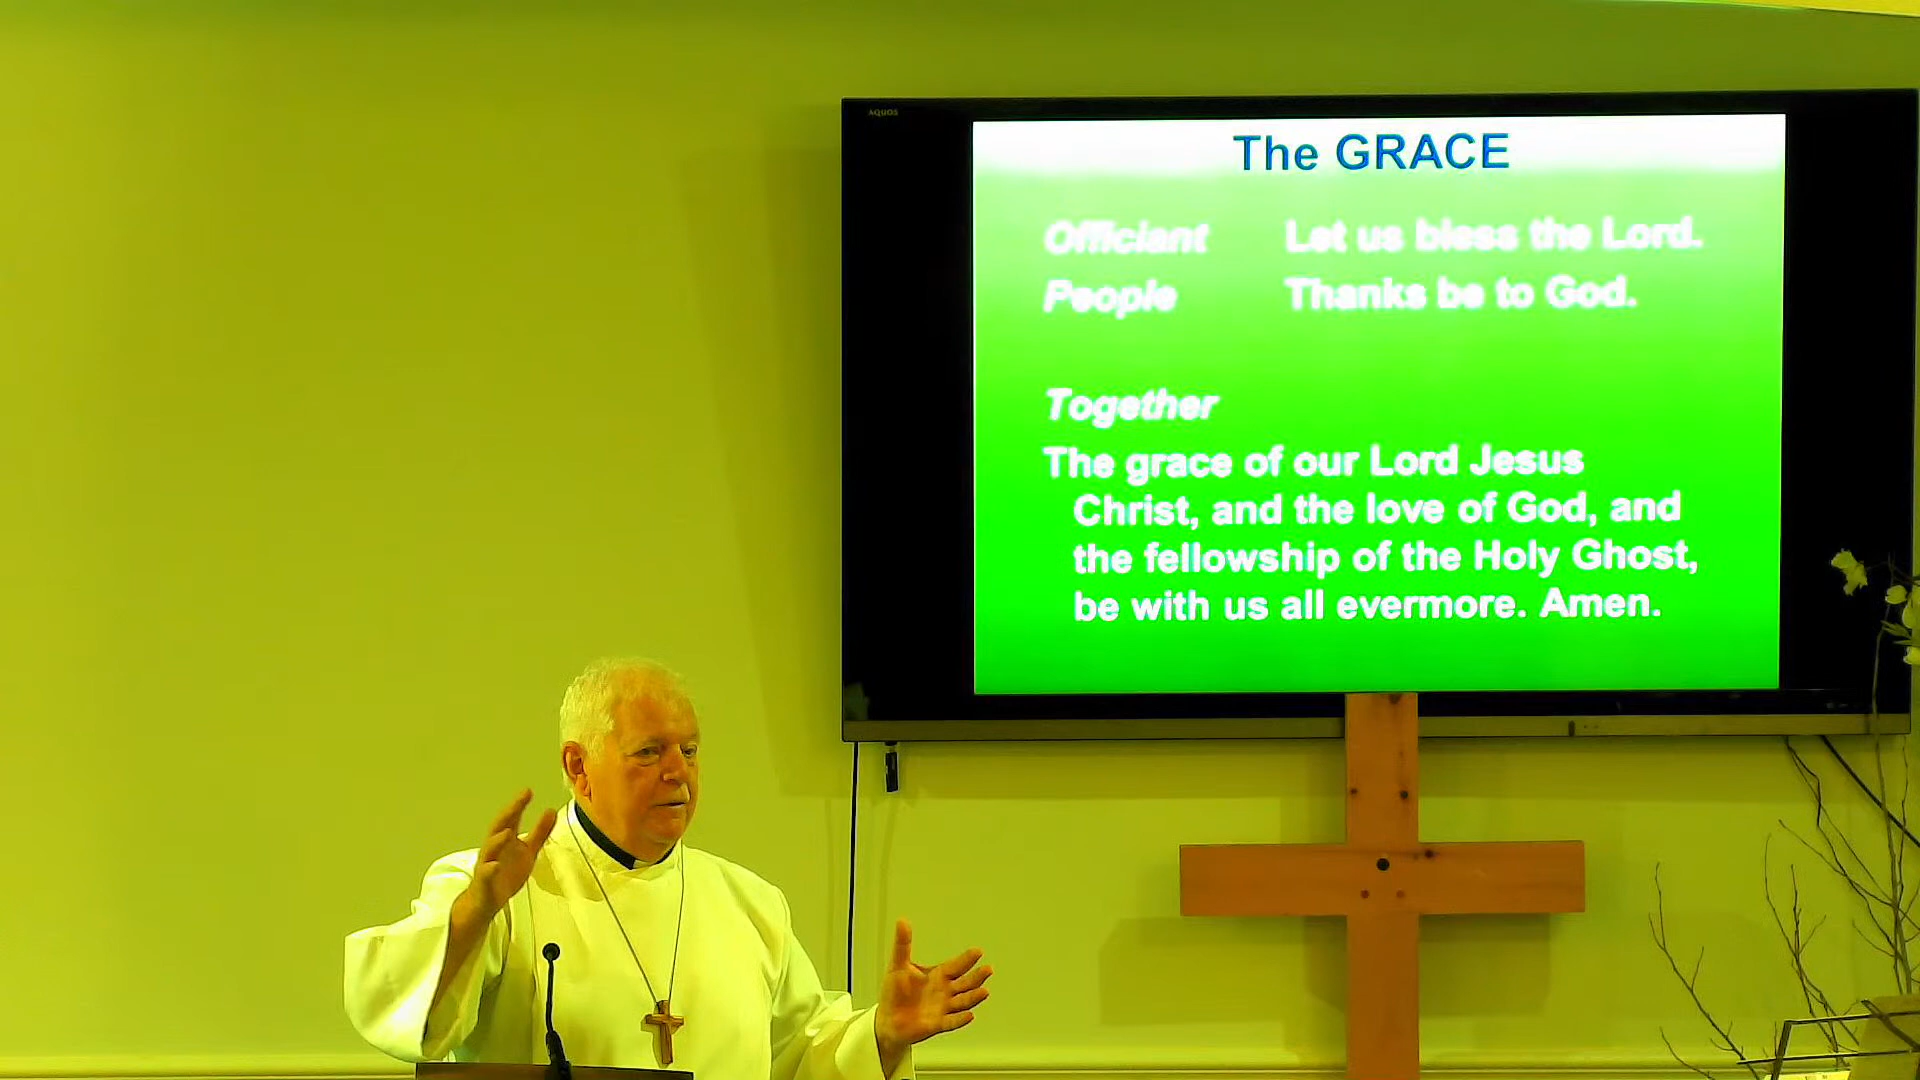 AQUOS
The GRACE
Officiant Let us bless the Lord.
People Thanks be to God.
Together
The grace of our Lord Jesus
Christ, and the love of God, and
the fellowship of the Holy Ghost,
be with us all evermore. Amen.